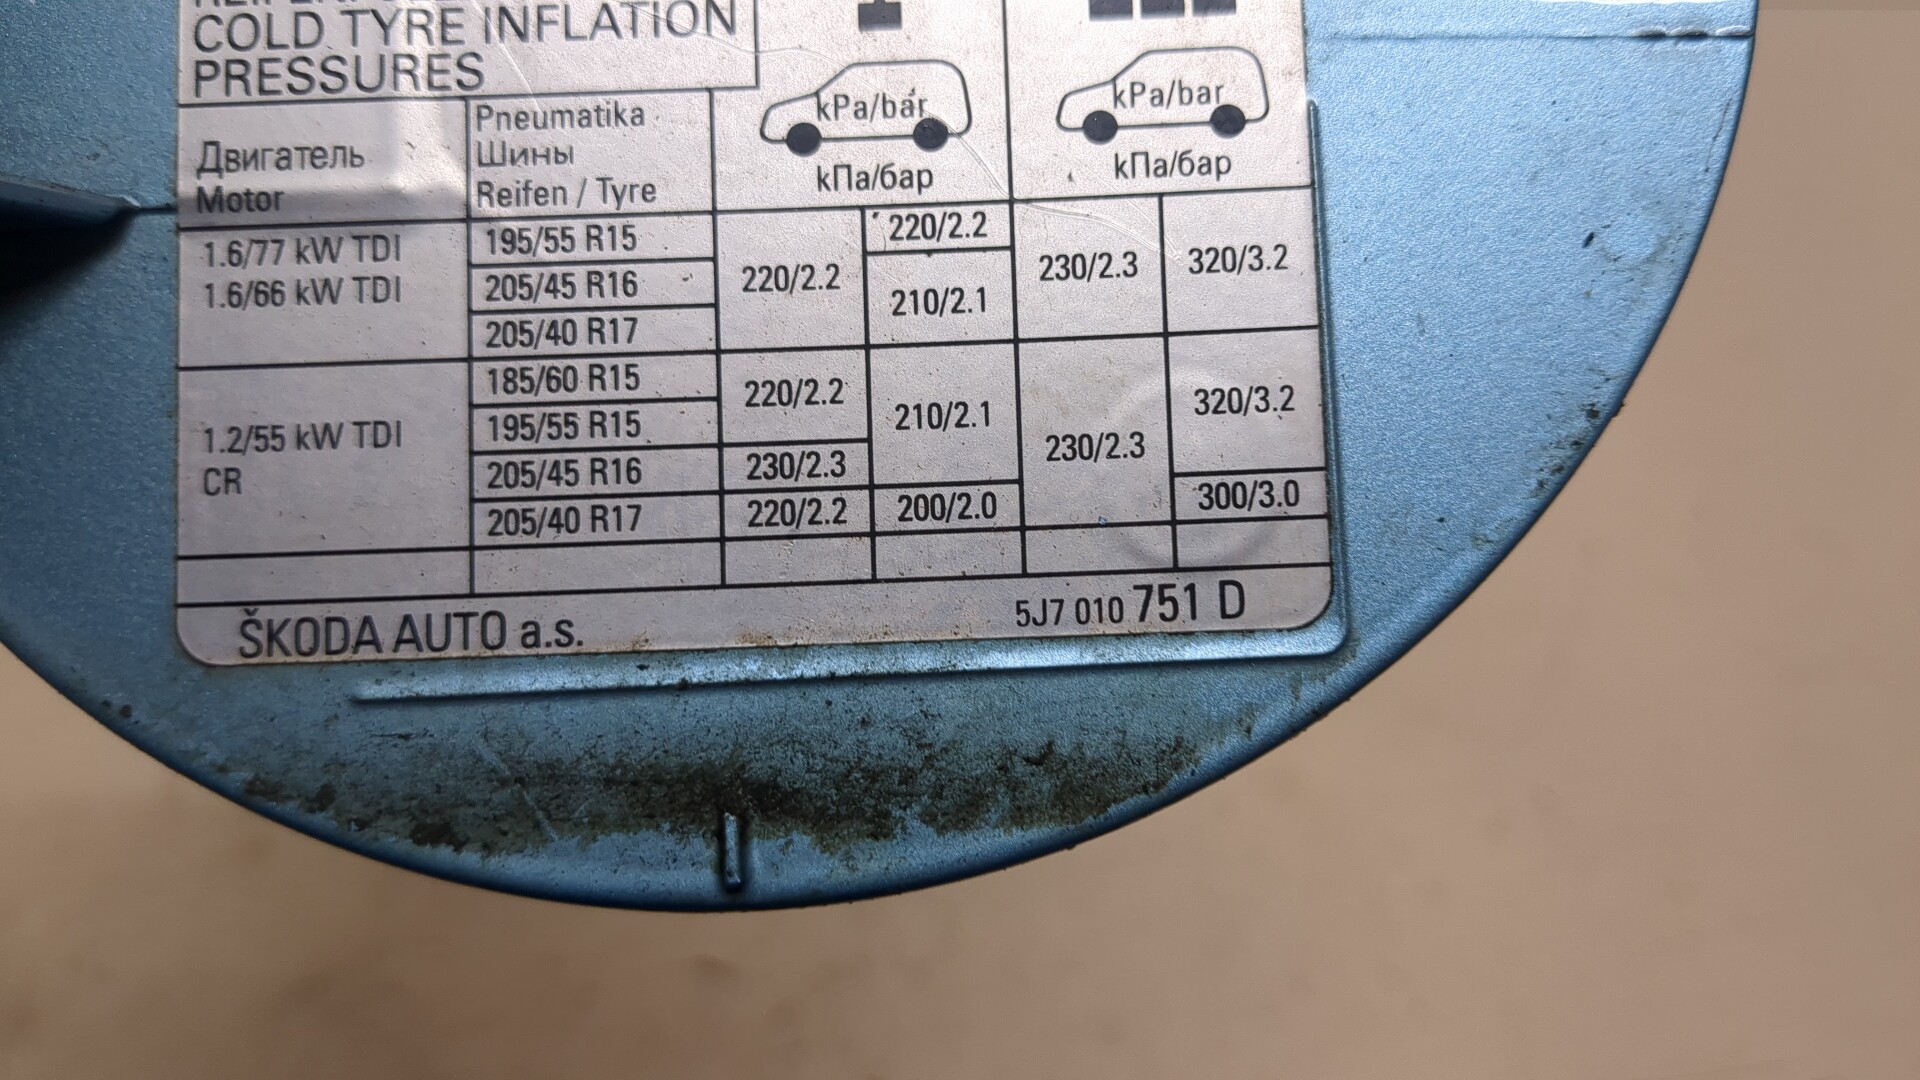 COLD TYRE INFLATION
PRESSURES
kPa/bar
kPa/bar
кПа/бар
кПа/бар
Двигатель
Motor
Pneumatika
Шины
Reifen / Tyre
1.6/77 kW TDI
1.6/66 kW TDI
195/55 R15
205/45 R16
205/40 R17
220/2.2
220/2.2
210/2.1
230/2.3
320/3.2
1.2/55 kW TDI
CR
185/60 R15
195/55 R15
205/45 R16
205/40 R17
220/2.2
230/2.3
220/2.2
210/2.1
200/2.0
230/2.3
320/3.2
300/3.0
ŠKODA AUTO a.s.
5J7 010 751 D